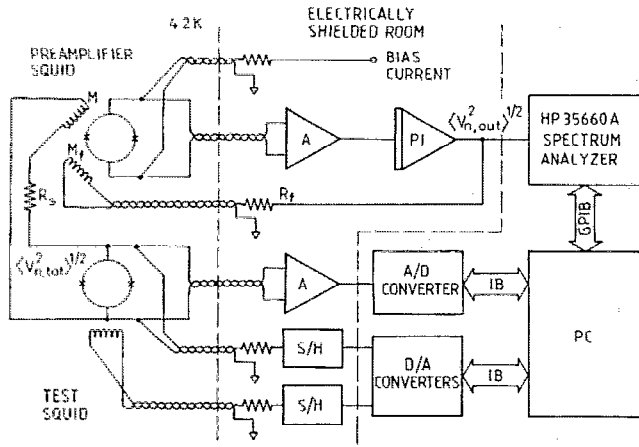 4.2K
ELECTRICALLY
SHIELDED ROOM
PREAMPLIFIER
SQUID
BIAS
CURRENT
M
M_f
R_s
A
PI
⟨V²_n,out⟩^1/2
HP 35660A
SPECTRUM
ANALYZER
R_f
GPIB
⟨V²_n,tot⟩^1/2
A
A/D
CONVERTER
IB
PC
S/H
S/H
D/A
CONVERTERS
IB
TEST
SQUID